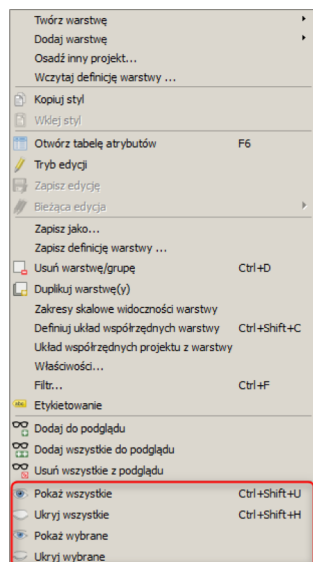 Twórz warstwę
Dodaj warstwę
Osadź inny projekt...
Wczytaj definicję warstwy ...
Kopiuj styl
Wklej styl
Otwórz tabelę atrybutów F6
Tryb edycji
Zapisz edycję
Bieżąca edycja
Zapisz jako...
Zapisz definicję warstwy ...
Usuń warstwę/grupę Ctrl+D
Duplikuj warstwę(y)
Zakresy skalowe widoczności warstwy
Definiuj układ współrzędnych warstwy Ctrl+Shift+C
Układ współrzędnych projektu z warstwy
Właściwości...
Filtr... Ctrl+F
abc Etykietowanie
Dodaj do podglądu
Dodaj wszystkie do podglądu
Usuń wszystkie z podglądu
Pokaż wszystkie Ctrl+Shift+U
Ukryj wszystkie Ctrl+Shift+H
Pokaż wybrane
Ukryj wybrane